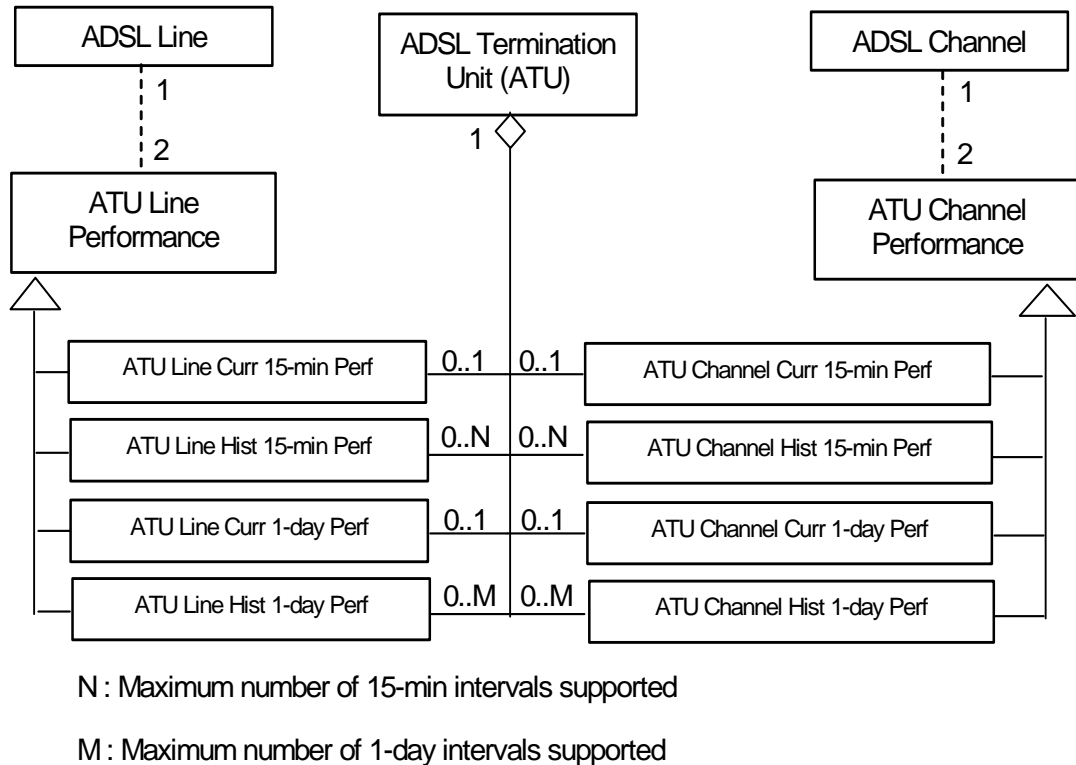 ADSL Line
ADSL Termination
Unit (ATU)
ADSL Channel
1
1
1
2
2
ATU Line
Performance
ATU Channel
Performance
ATU Line Curr 15-min Perf
0..1
0..1
ATU Channel Curr 15-min Perf
ATU Line Hist 15-min Perf
0..N
0..N
ATU Channel Hist 15-min Perf
ATU Line Curr 1-day Perf
0..1
0..1
ATU Channel Curr 1-day Perf
ATU Line Hist 1-day Perf
0..M
0..M
ATU Channel Hist 1-day Perf
N : Maximum number of 15-min intervals supported
M : Maximum number of 1-day intervals supported